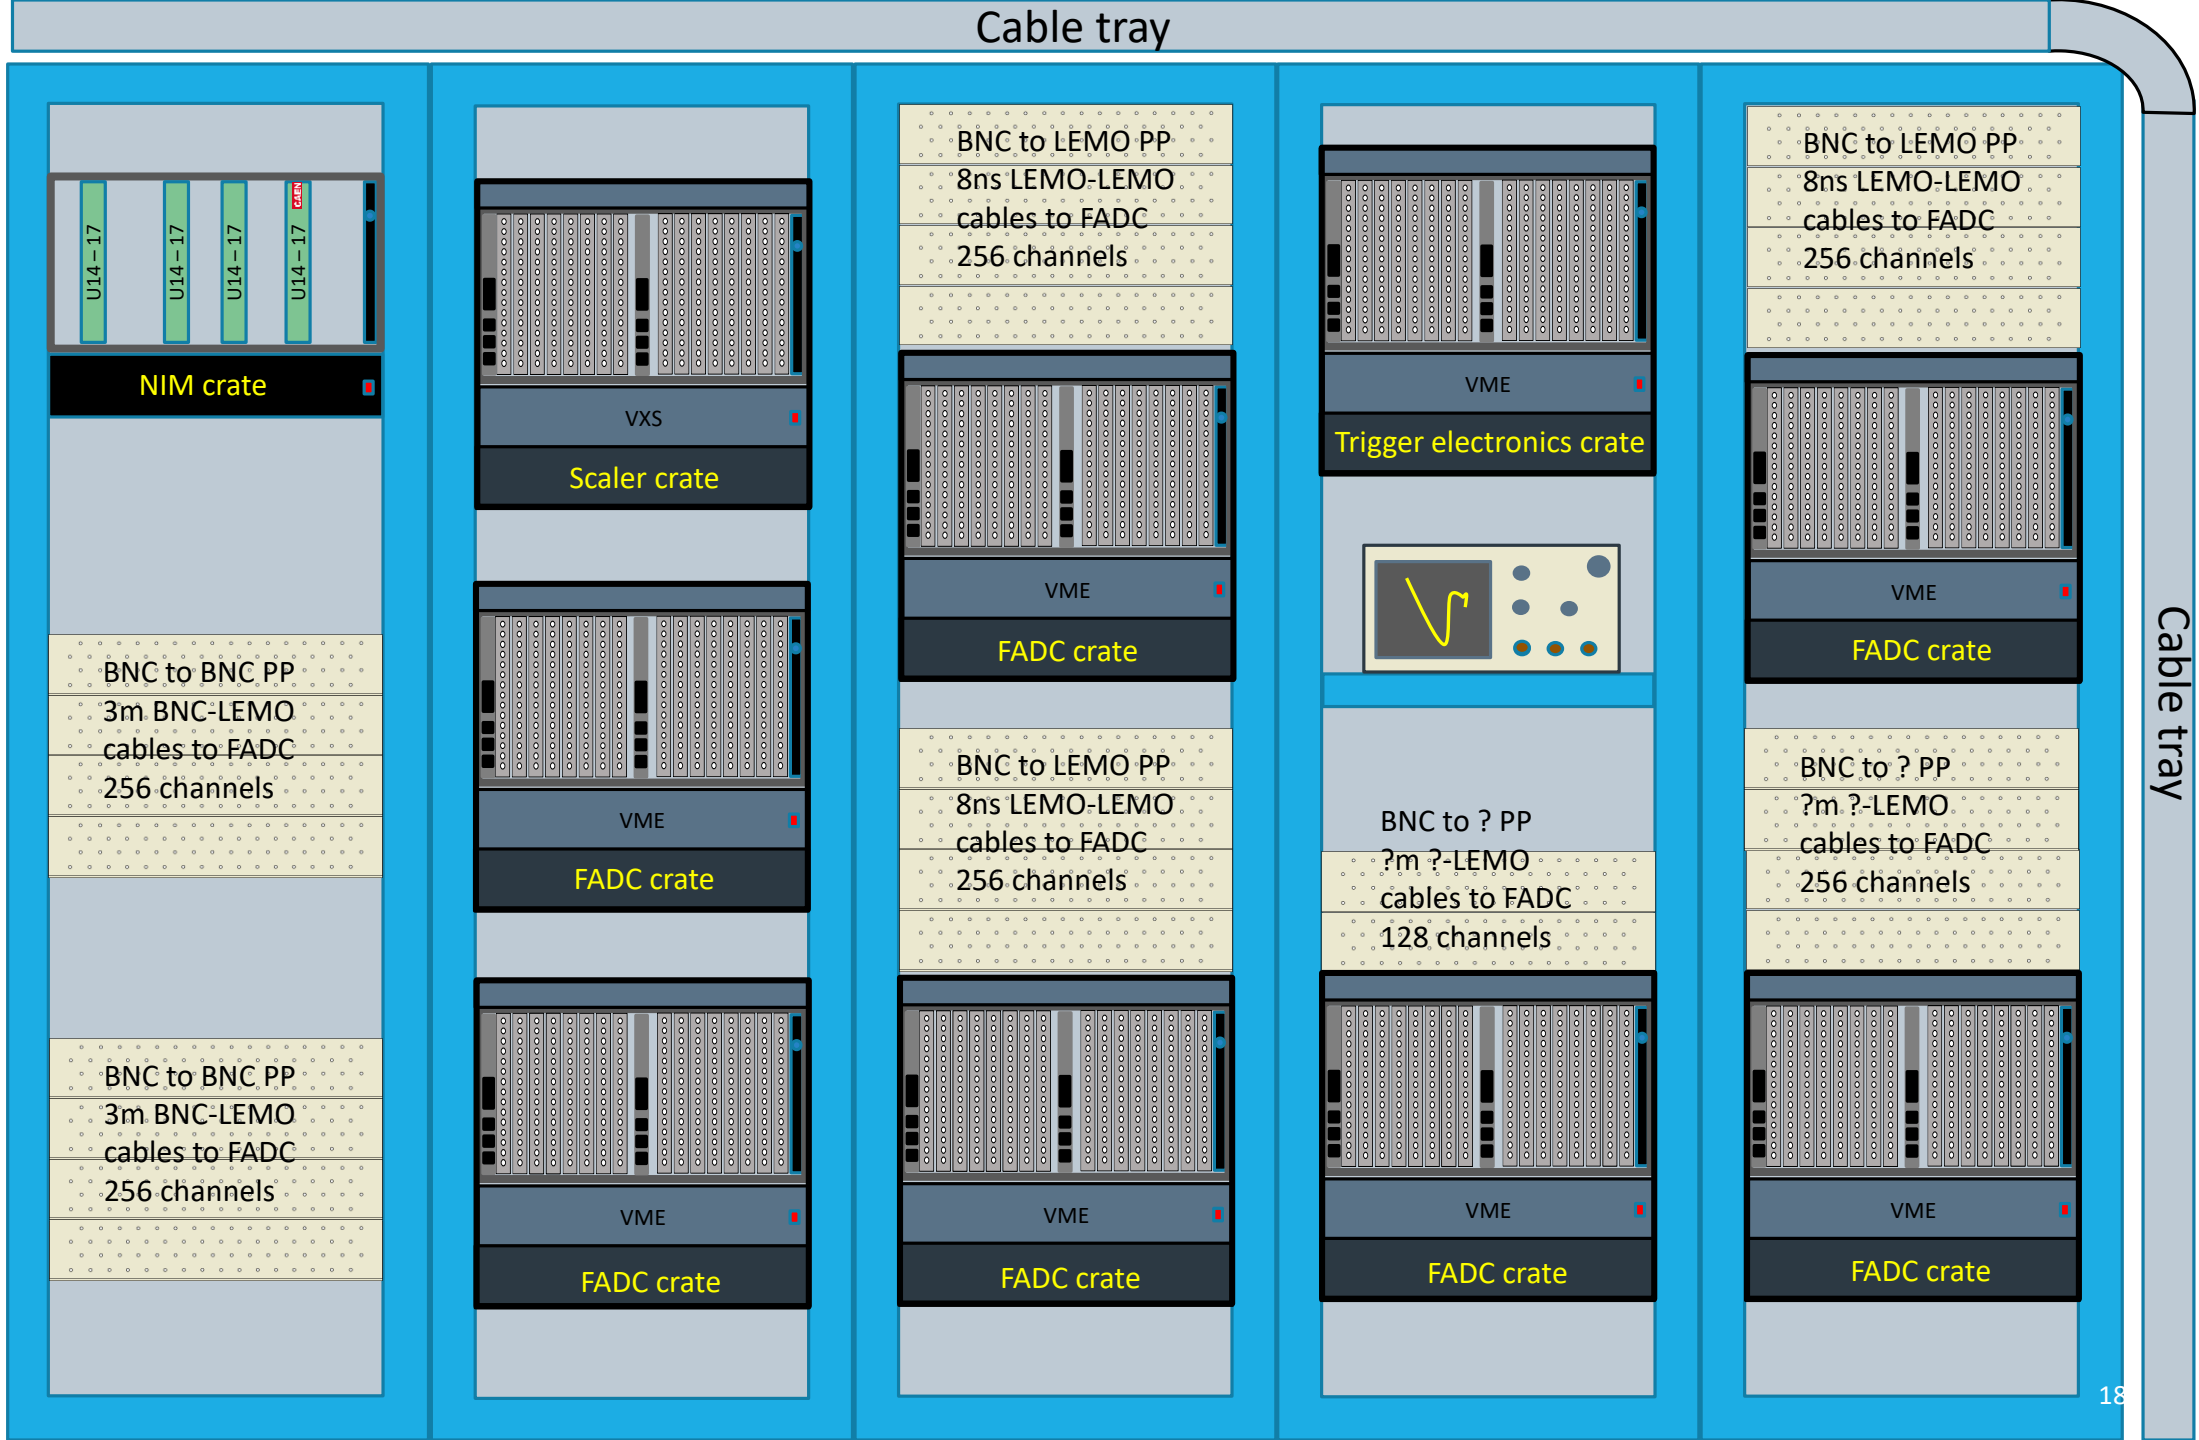 Cable tray
U14 – 17
U14 – 17
U14 – 17
U14 – 17
CAEN
NIM crate
BNC to BNC PP
3m BNC-LEMO
cables to FADC
256 channels
BNC to BNC PP
3m BNC-LEMO
cables to FADC
256 channels
VXS
Scaler crate
VME
FADC crate
VME
FADC crate
BNC to LEMO PP
8ns LEMO-LEMO
cables to FADC
256 channels
VME
FADC crate
BNC to LEMO PP
8ns LEMO-LEMO
cables to FADC
256 channels
VME
FADC crate
VME
Trigger electronics crate
BNC to ? PP
?m ?-LEMO
cables to FADC
128 channels
VME
FADC crate
BNC to LEMO PP
8ns LEMO-LEMO
cables to FADC
256 channels
VME
FADC crate
BNC to ? PP
?m ?-LEMO
cables to FADC
256 channels
VME
FADC crate
Cable tray
18